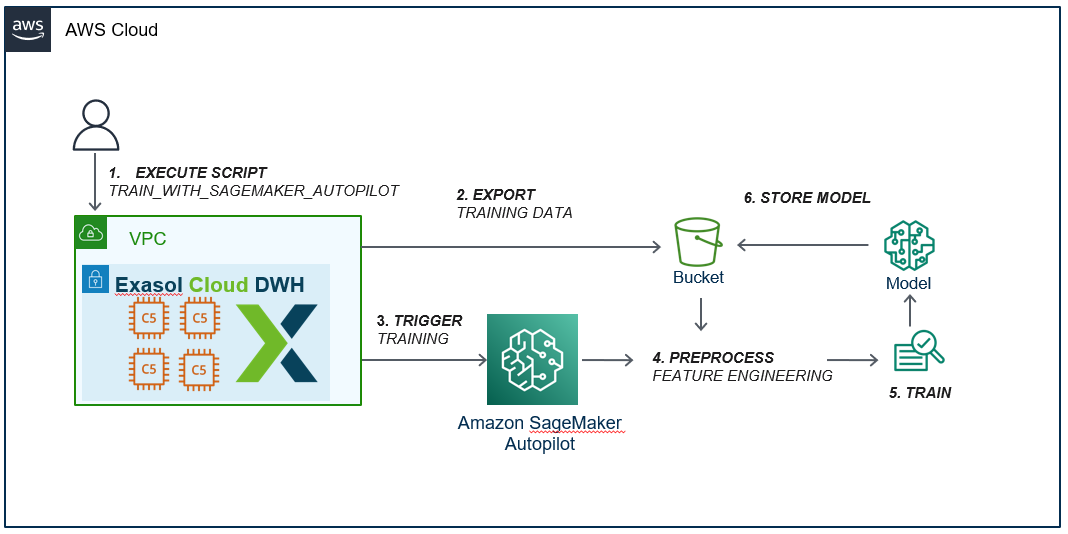 aws
AWS Cloud
1. EXECUTE SCRIPT
TRAIN_WITH_SAGEMAKER_AUTOPILOT
2. EXPORT
TRAINING DATA
6. STORE MODEL
VPC
Bucket
Model
Exasol Cloud DWH
C5
C5
C5
C5
3. TRIGGER
TRAINING
4. PREPROCESS
FEATURE ENGINEERING
5. TRAIN
Amazon SageMaker
Autopilot